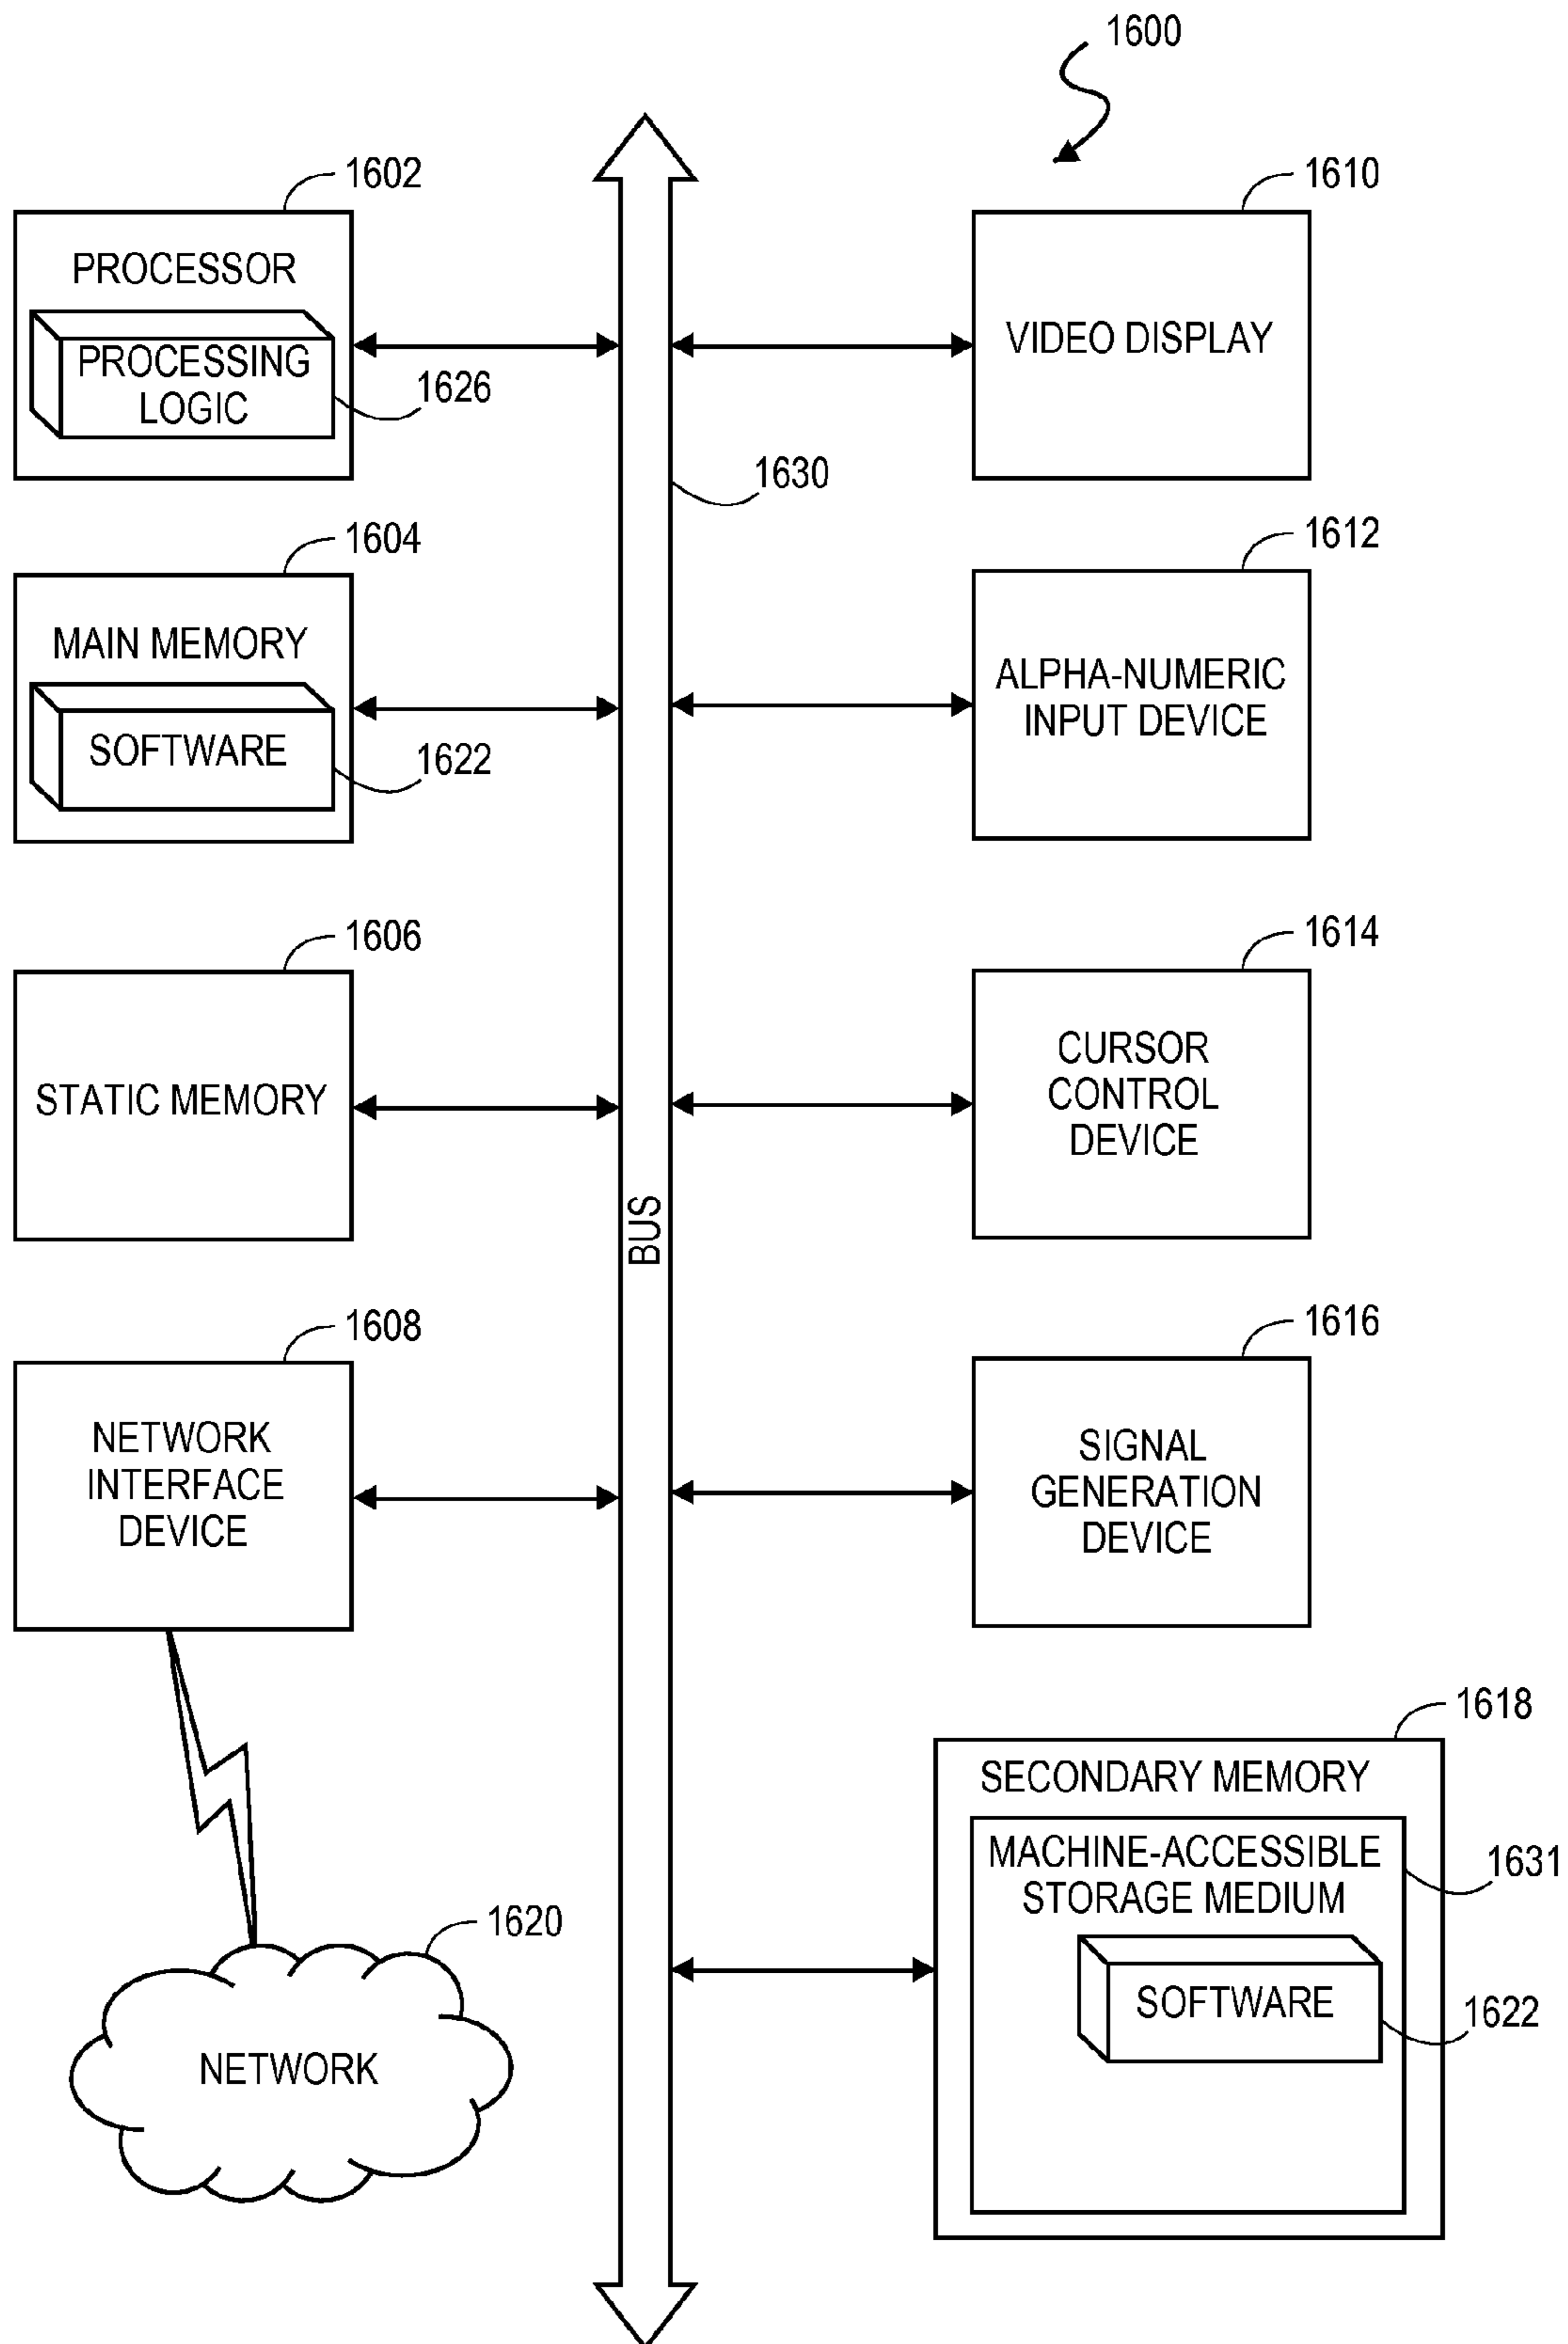 1600
1602
PROCESSOR
PROCESSING
LOGIC
1626
1610
VIDEO DISPLAY
1630
1604
MAIN MEMORY
SOFTWARE
1622
1612
ALPHA-NUMERIC
INPUT DEVICE
1606
STATIC MEMORY
1614
CURSOR
CONTROL
DEVICE
BUS
1608
NETWORK
INTERFACE
DEVICE
1616
SIGNAL
GENERATION
DEVICE
1618
SECONDARY MEMORY
MACHINE-ACCESSIBLE
STORAGE MEDIUM
1631
SOFTWARE
1622
1620
NETWORK